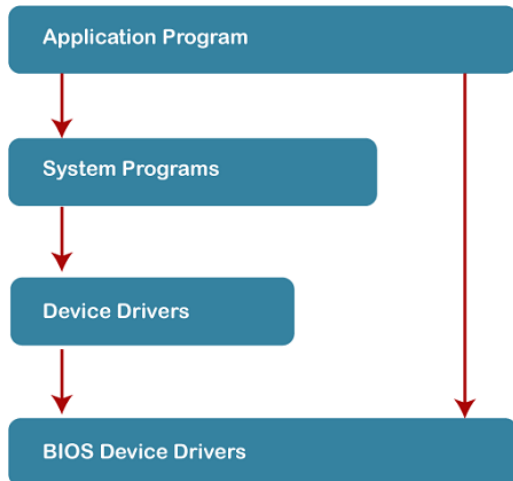 Application Program
System Programs
Device Drivers
BIOS Device Drivers